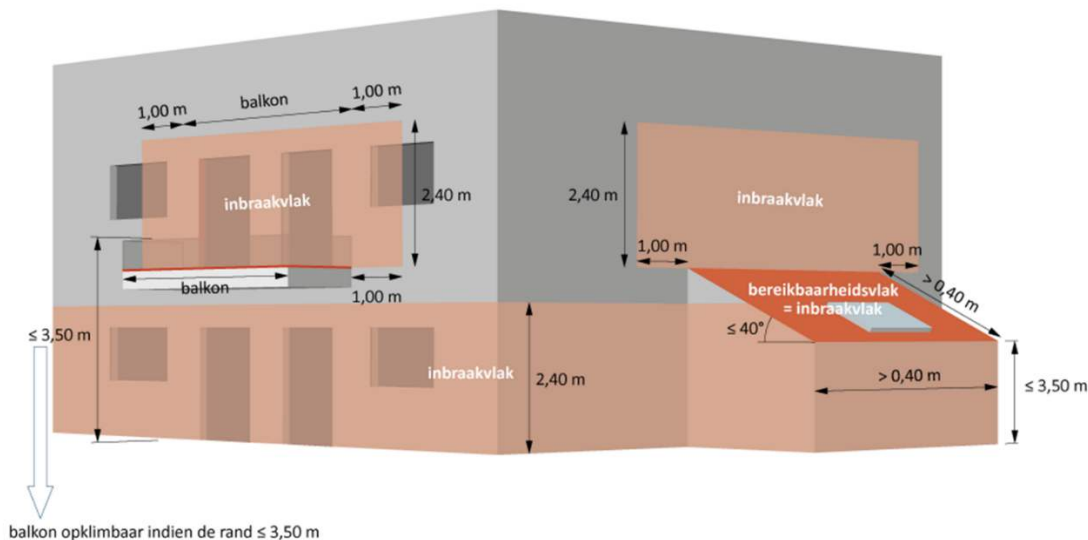 1,00 m
balkon
1,00 m
inbraakvlak
2,40 m
balkon
1,00 m
≤ 3,50 m
inbraakvlak
2,40 m
2,40 m
inbraakvlak
1,00 m
1,00 m
bereikbaarheidsvlak
= inbraakvlak
> 0,40 m
≤ 40°
> 0,40 m
≤ 3,50 m
balkon opklimbaar indien de rand ≤ 3,50 m